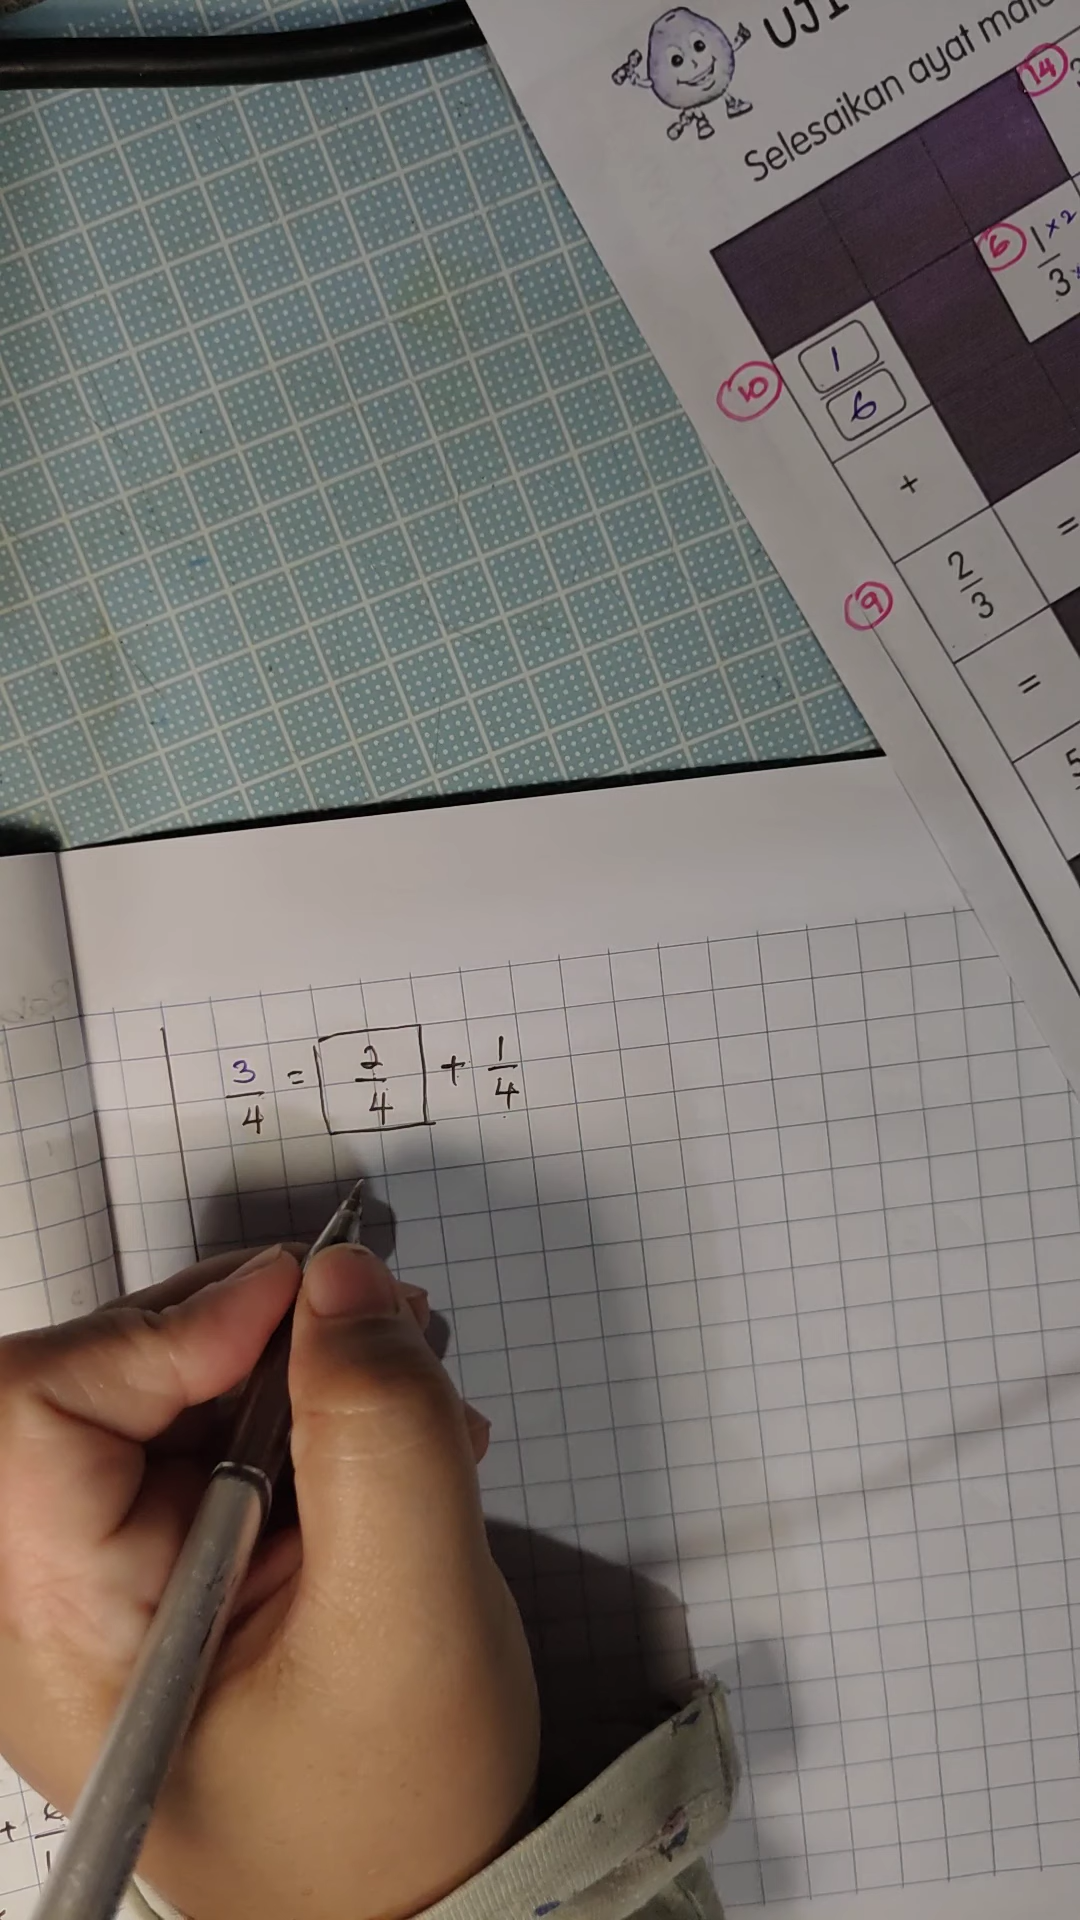 UJI
Selesaikan ayat
14
6 1/3 ×2
10 1/6
+
9 2/3 =
=
5
3/4 = 2/4 + 1/4
+